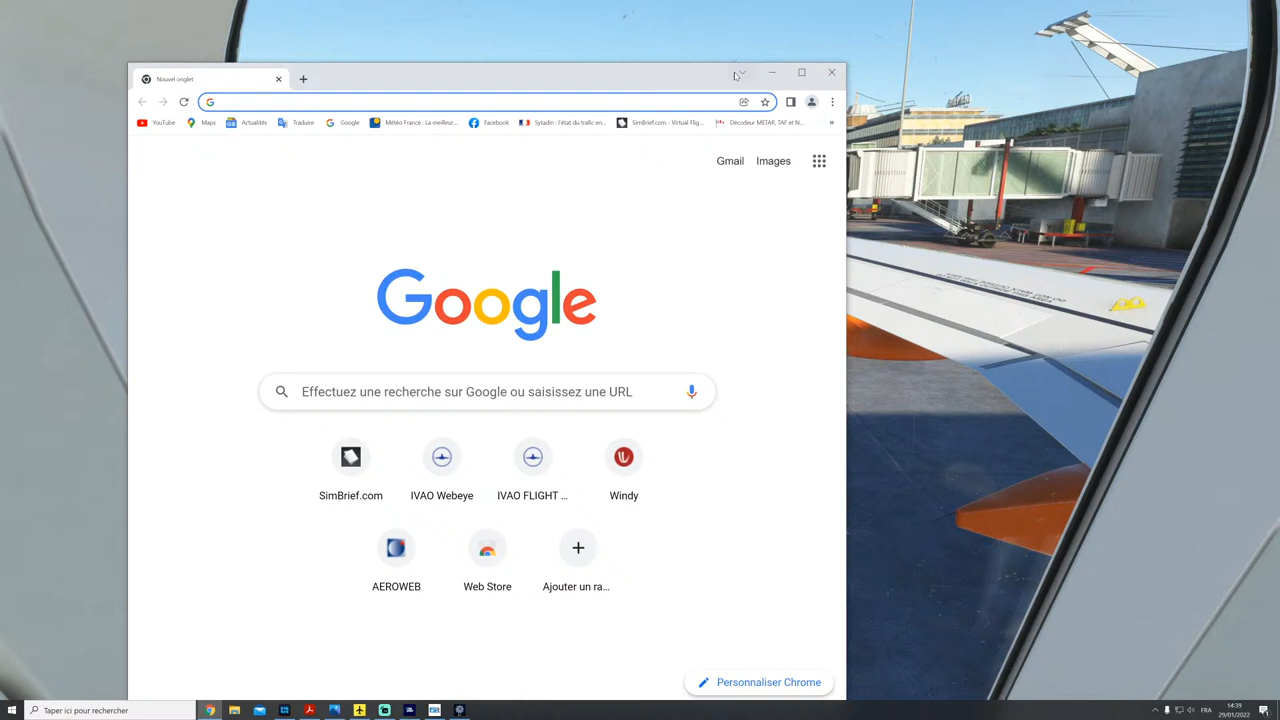 Nouvel onglet
YouTube
Maps
Actualités
Traduire
Google
Météo France : La meilleur...
Facebook
Sytadin : l'état du trafic en...
SimBrief.com - Virtual Flig...
Décodeur METAR, TAF et N...
»
Gmail
Images
Google
Effectuez une recherche sur Google ou saisissez une URL
SimBrief.com
IVAO Webeye
IVAO FLIGHT ...
Windy
AEROWEB
Web Store
Ajouter un ra...
Personnaliser Chrome
Taper ici pour rechercher
FRA
14:39
29/01/2022